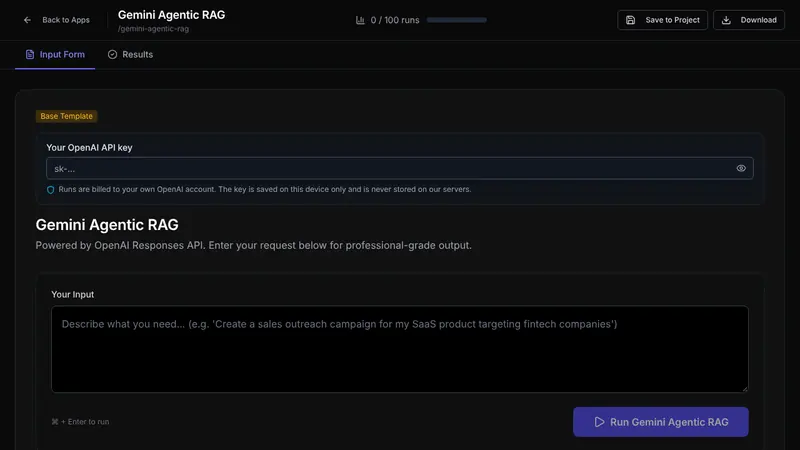 Back to Apps
Gemini Agentic RAG
/gemini-agentic-rag
0 / 100 runs
Save to Project
Download
Input Form
Results
Base Template
Your OpenAI API key
sk-...
Runs are billed to your own OpenAI account. The key is saved on this device only and is never stored on our servers.
Gemini Agentic RAG
Powered by OpenAI Responses API. Enter your request below for professional-grade output.
Your Input
Describe what you need... (e.g. 'Create a sales outreach campaign for my SaaS product targeting fintech companies')
⌘ + Enter to run
Run Gemini Agentic RAG